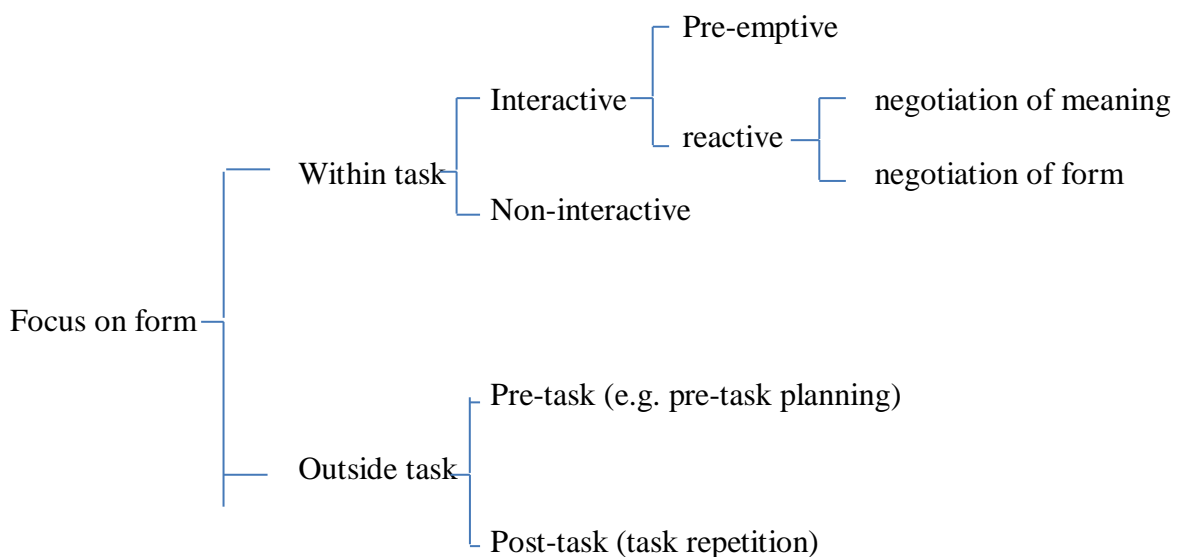 Pre-emptive
Interactive
negotiation of meaning
reactive
Within task
negotiation of form
Non-interactive
Focus on form
Pre-task (e.g. pre-task planning)
Outside task
Post-task (task repetition)